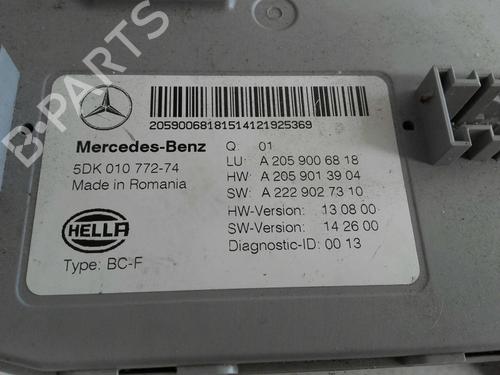 B-PARTS
20590068181514121925369
Mercedes-Benz
Q: 01
5DK 010 772-74
LU: A 205 900 68 18
Made in Romania
HW: A 205 901 39 04
SW: A 222 902 73 10
HELLA
HW-Version: 13 08 00
SW-Version: 14 26 00
Type: BC-F
Diagnostic-ID: 00 13